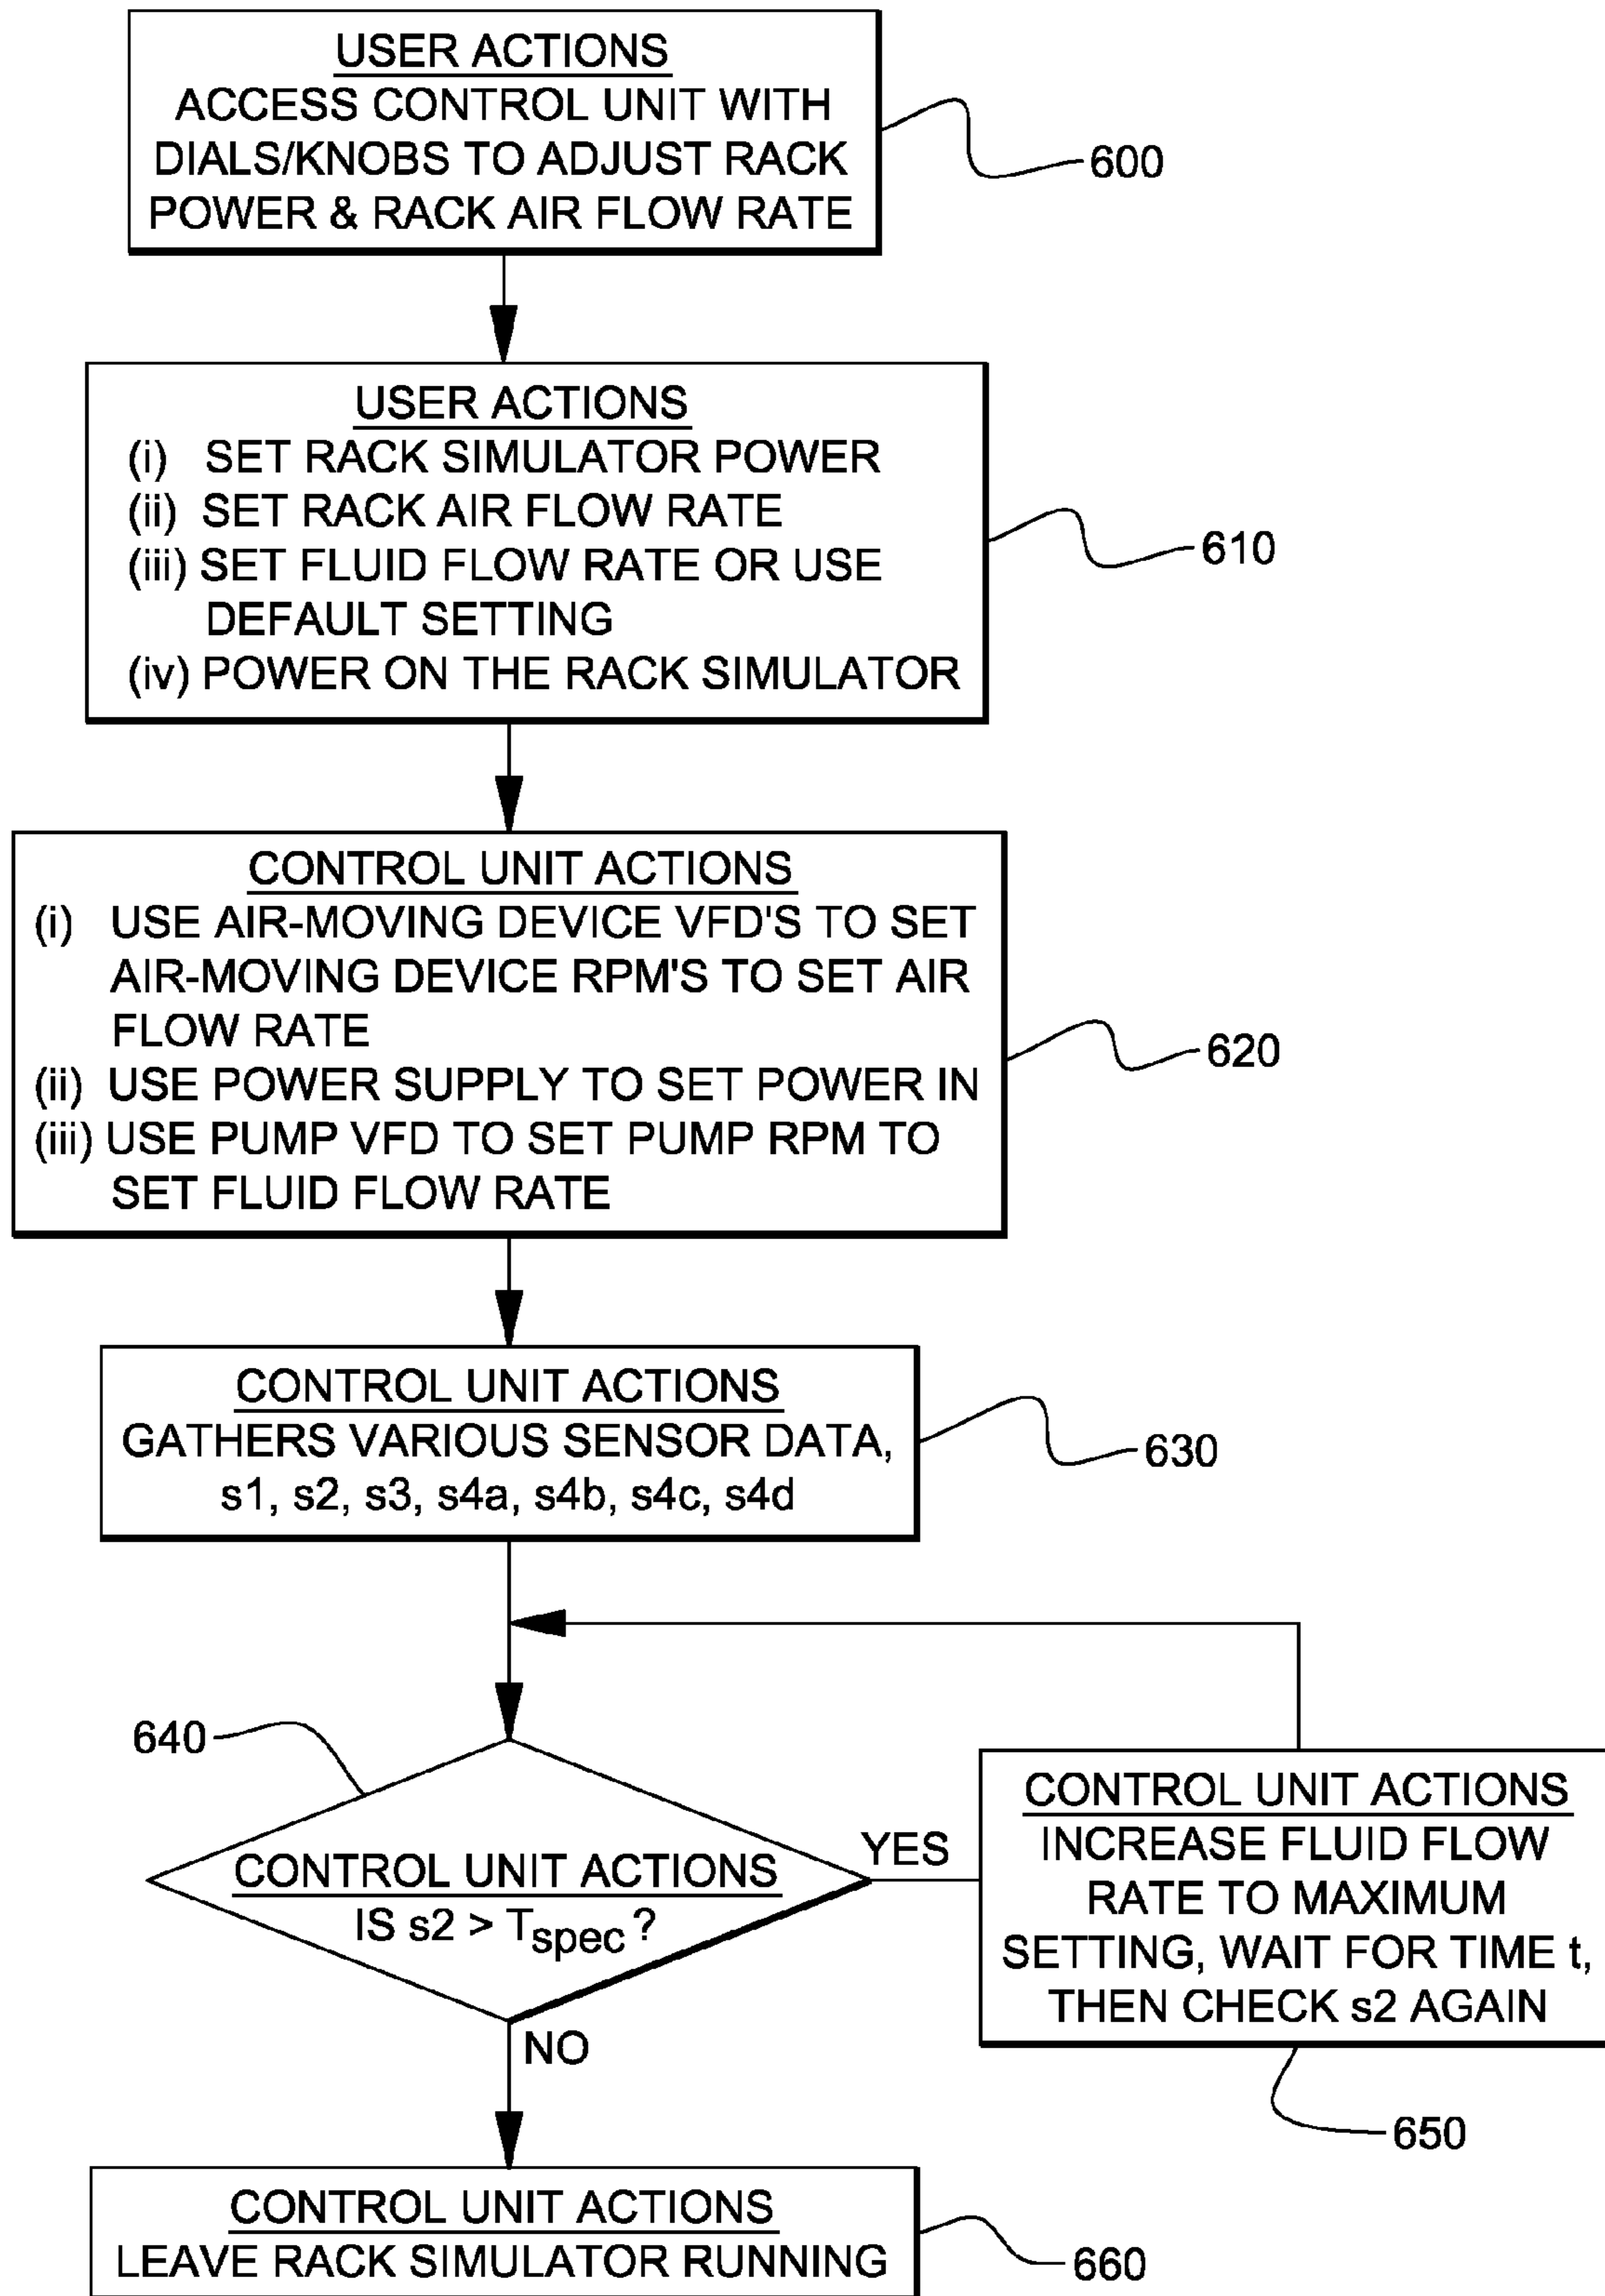 USER ACTIONS
ACCESS CONTROL UNIT WITH
DIALS/KNOBS TO ADJUST RACK
POWER & RACK AIR FLOW RATE
600
USER ACTIONS
(i) SET RACK SIMULATOR POWER
(ii) SET RACK AIR FLOW RATE
(iii) SET FLUID FLOW RATE OR USE
DEFAULT SETTING
(iv) POWER ON THE RACK SIMULATOR
610
CONTROL UNIT ACTIONS
(i) USE AIR-MOVING DEVICE VFD'S TO SET
AIR-MOVING DEVICE RPM'S TO SET AIR
FLOW RATE
(ii) USE POWER SUPPLY TO SET POWER IN
(iii) USE PUMP VFD TO SET PUMP RPM TO
SET FLUID FLOW RATE
620
CONTROL UNIT ACTIONS
GATHERS VARIOUS SENSOR DATA,
s1, s2, s3, s4a, s4b, s4c, s4d
630
640
CONTROL UNIT ACTIONS
IS s2 > Tspec?
YES
NO
CONTROL UNIT ACTIONS
INCREASE FLUID FLOW
RATE TO MAXIMUM
SETTING, WAIT FOR TIME t,
THEN CHECK s2 AGAIN
650
CONTROL UNIT ACTIONS
LEAVE RACK SIMULATOR RUNNING
660